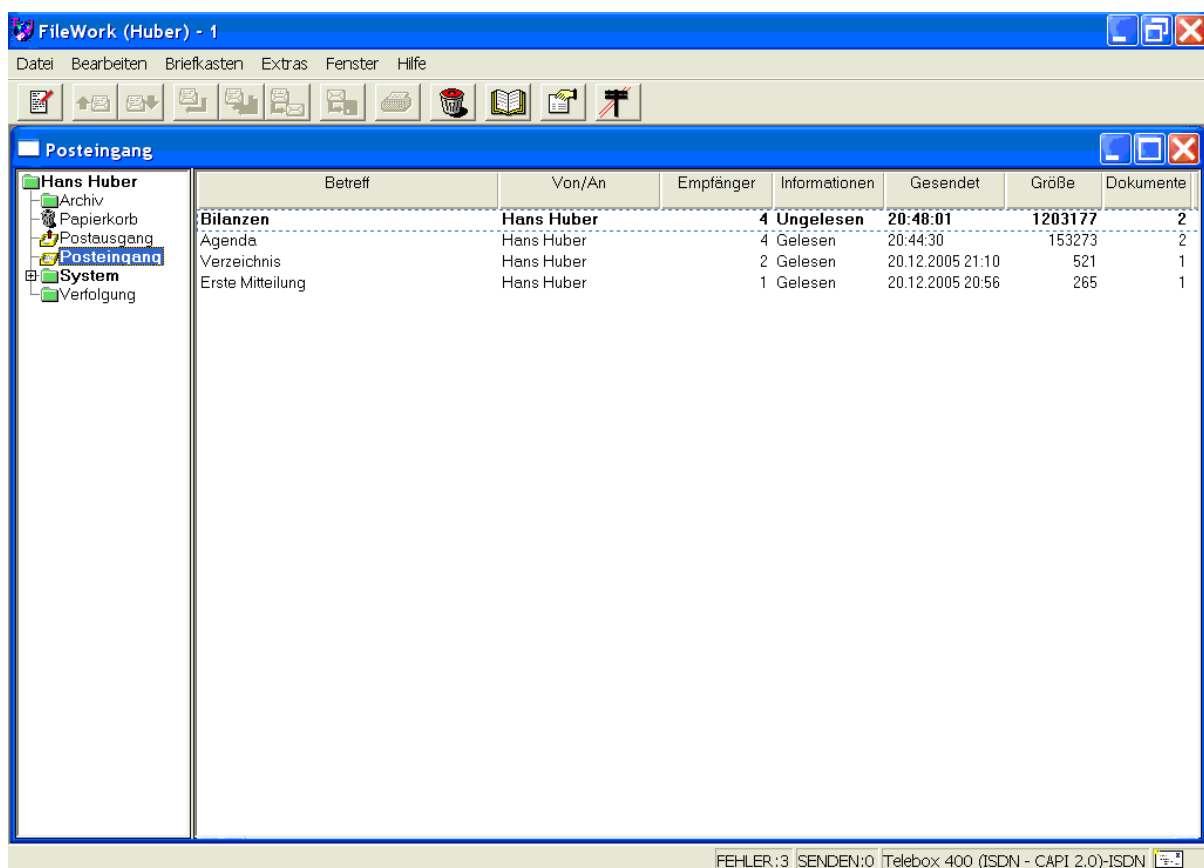 FileWork (Huber) - 1
Datei Bearbeiten Briefkasten Extras Fenster Hilfe
Posteingang
Hans Huber
Archiv
Papierkorb
Postausgang
Posteingang
System
Verfolgung
Betreff Von/An Empfänger Informationen Gesendet Größe Dokumente
Bilanzen Hans Huber 4 Ungelesen 20:48:01 1203177 2
Agenda Hans Huber 4 Gelesen 20:44:30 153273 2
Verzeichnis Hans Huber 2 Gelesen 20.12.2005 21:10 521 1
Erste Mitteilung Hans Huber 1 Gelesen 20.12.2005 20:56 265 1
FEHLER:3 SENDEN:0 Telebox 400 (ISDN - CAPI 2.0)-ISDN